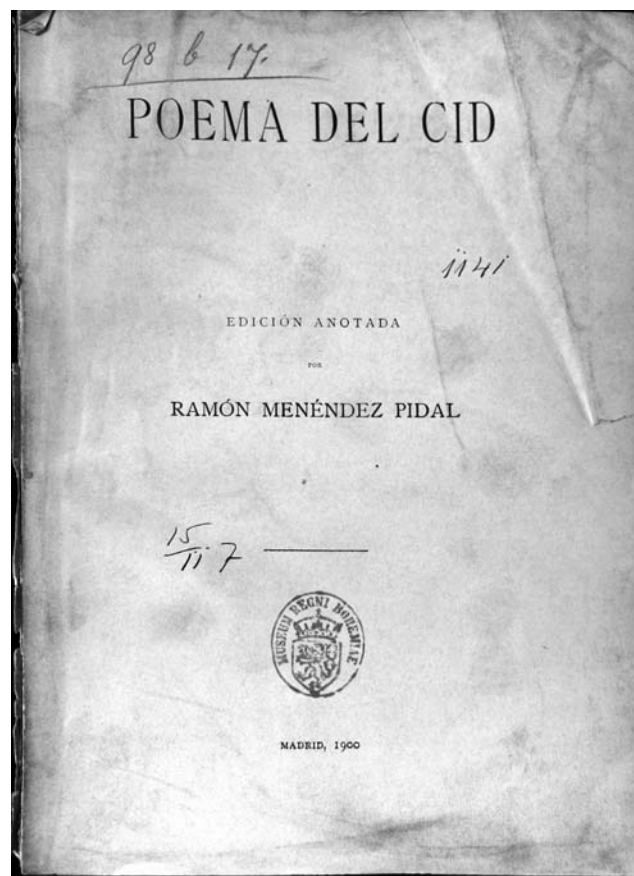 98 b 17.
POEMA DEL CID
1141
EDICIÓN ANOTADA
POR
RAMÓN MENÉNDEZ PIDAL
15
11 7
MUSEUM REGNI BOHEMIAE
MADRID, 1900